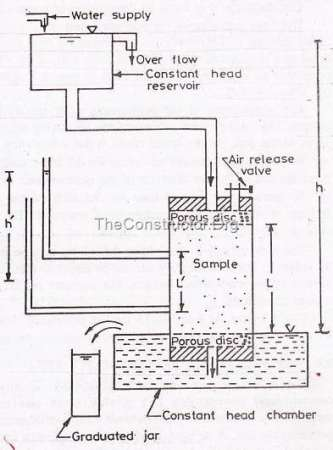 Water supply
Over flow
Constant head
reservoir
h
Air release
valve
Porous disc
TheConstructor.Org
h'
Sample
L'
L
Porous disc
Constant head chamber
Graduated jar